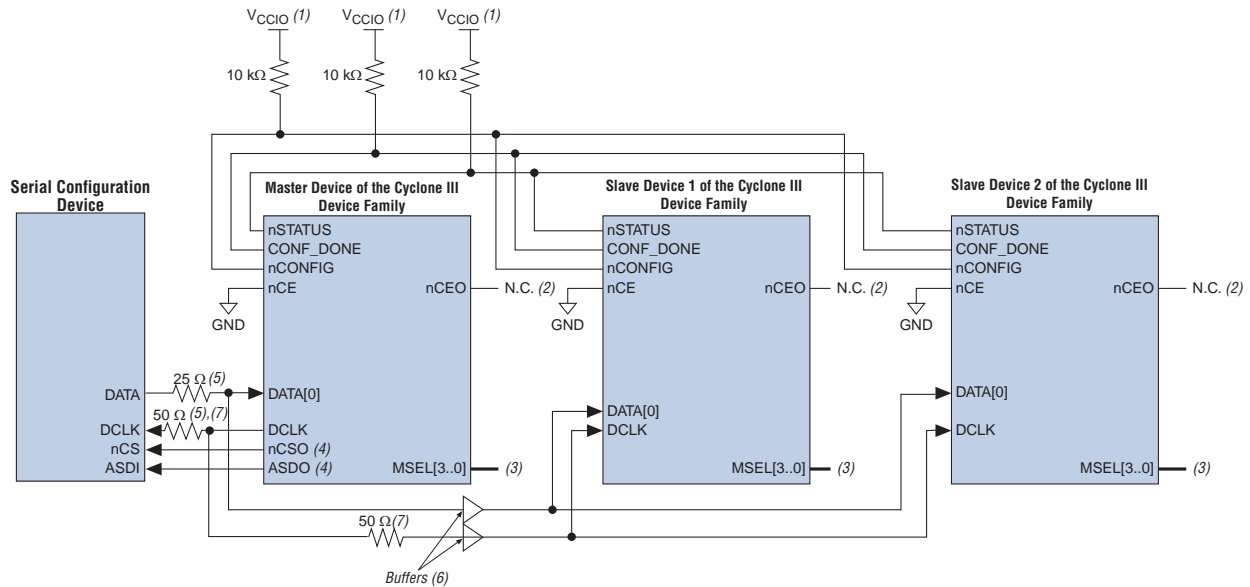 VCCIO (1)
VCCIO (1)
VCCIO (1)
10 kΩ
10 kΩ
10 kΩ
Serial Configuration
Device
DATA
DCLK
nCS
ASDI
25 Ω (5)
50 Ω (5),(7)
Master Device of the Cyclone III
Device Family
nSTATUS
CONF_DONE
nCONFIG
nCE
GND
nCEO
N.C. (2)
DATA[0]
DCLK
nCSO (4)
ASDO (4)
MSEL[3..0]
(3)
Slave Device 1 of the Cyclone III
Device Family
nSTATUS
CONF_DONE
nCONFIG
nCE
GND
nCEO
N.C. (2)
DATA[0]
DCLK
MSEL[3..0]
(3)
Slave Device 2 of the Cyclone III
Device Family
nSTATUS
CONF_DONE
nCONFIG
nCE
GND
nCEO
N.C. (2)
DATA[0]
DCLK
MSEL[3..0]
(3)
50 Ω (7)
Buffers (6)